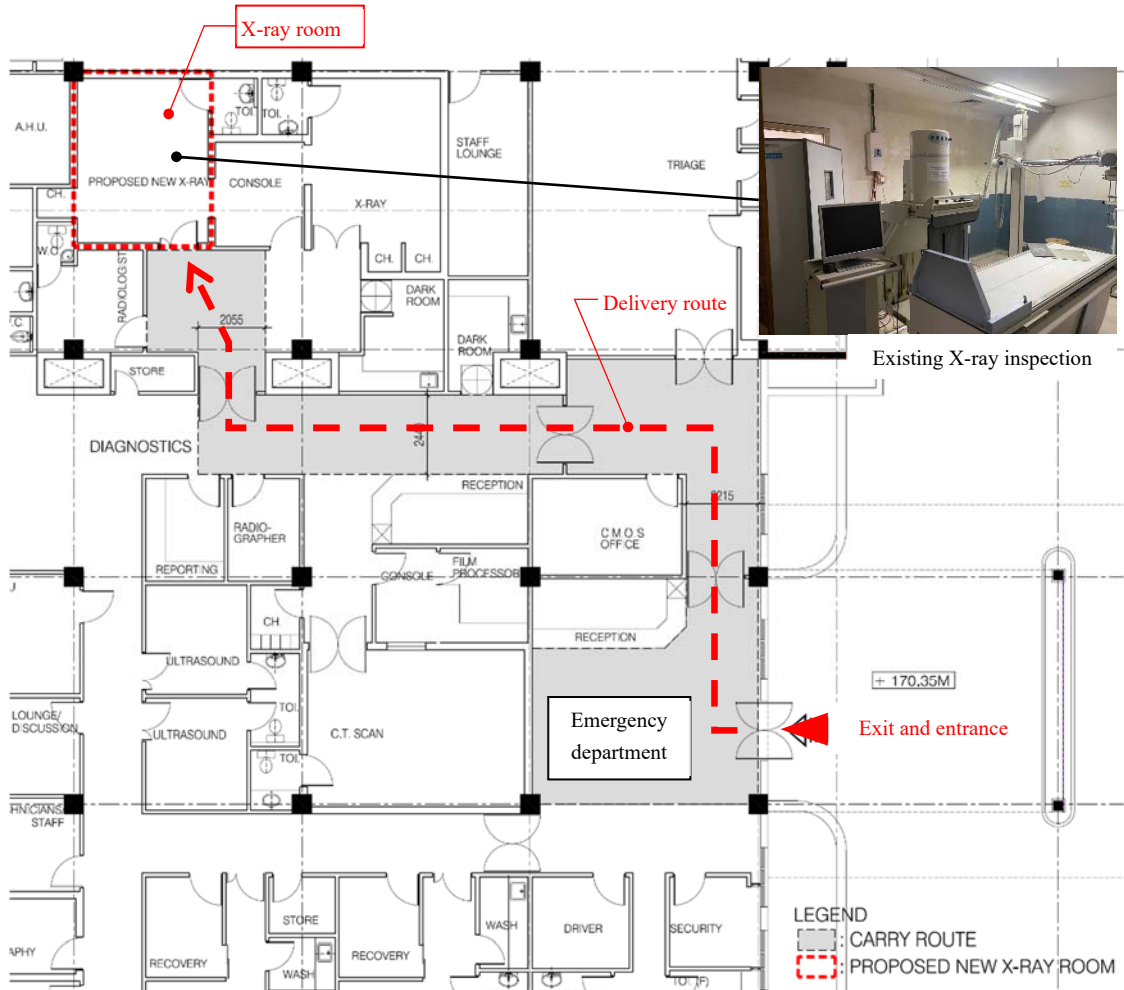 X-ray room
A.H.U.
TOI.
TOI.
STAFF
LOUNGE
TRIAGE
PROPOSED NEW X-RAY
CONSOLE
CH.
X-RAY
W.C
RADIOLOGIST
CH.
CH.
DARK
ROOM
Delivery route
2055
DARK
ROOM
Existing X-ray inspection
STORE
DIAGNOSTICS
RECEPTION
RADIO-
GRAPHER
C.M.O.S
OFFICE
REPORTING
CONSOLE
FILM
PROCESSOR
CH.
RECEPTION
ULTRASOUND
+ 170.35M
LOUNGE/
DISCUSSION
TOI.
ULTRASOUND
C.T. SCAN
Emergency
department
Exit and entrance
TOI.
STAFF
STORE
WASH
DRIVER
SECURITY
LEGEND
: CARRY ROUTE
: PROPOSED NEW X-RAY ROOM
RECOVERY
WASH
RECOVERY